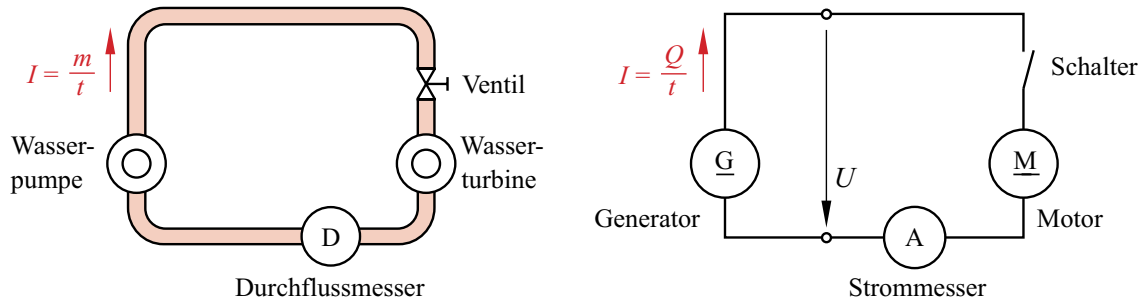 I = m/t
Ventil
Wasser-
pumpe
Wasser-
turbine
D
Durchflussmesser
I = Q/t
Schalter
G
M
U
Generator
Motor
A
Strommesser